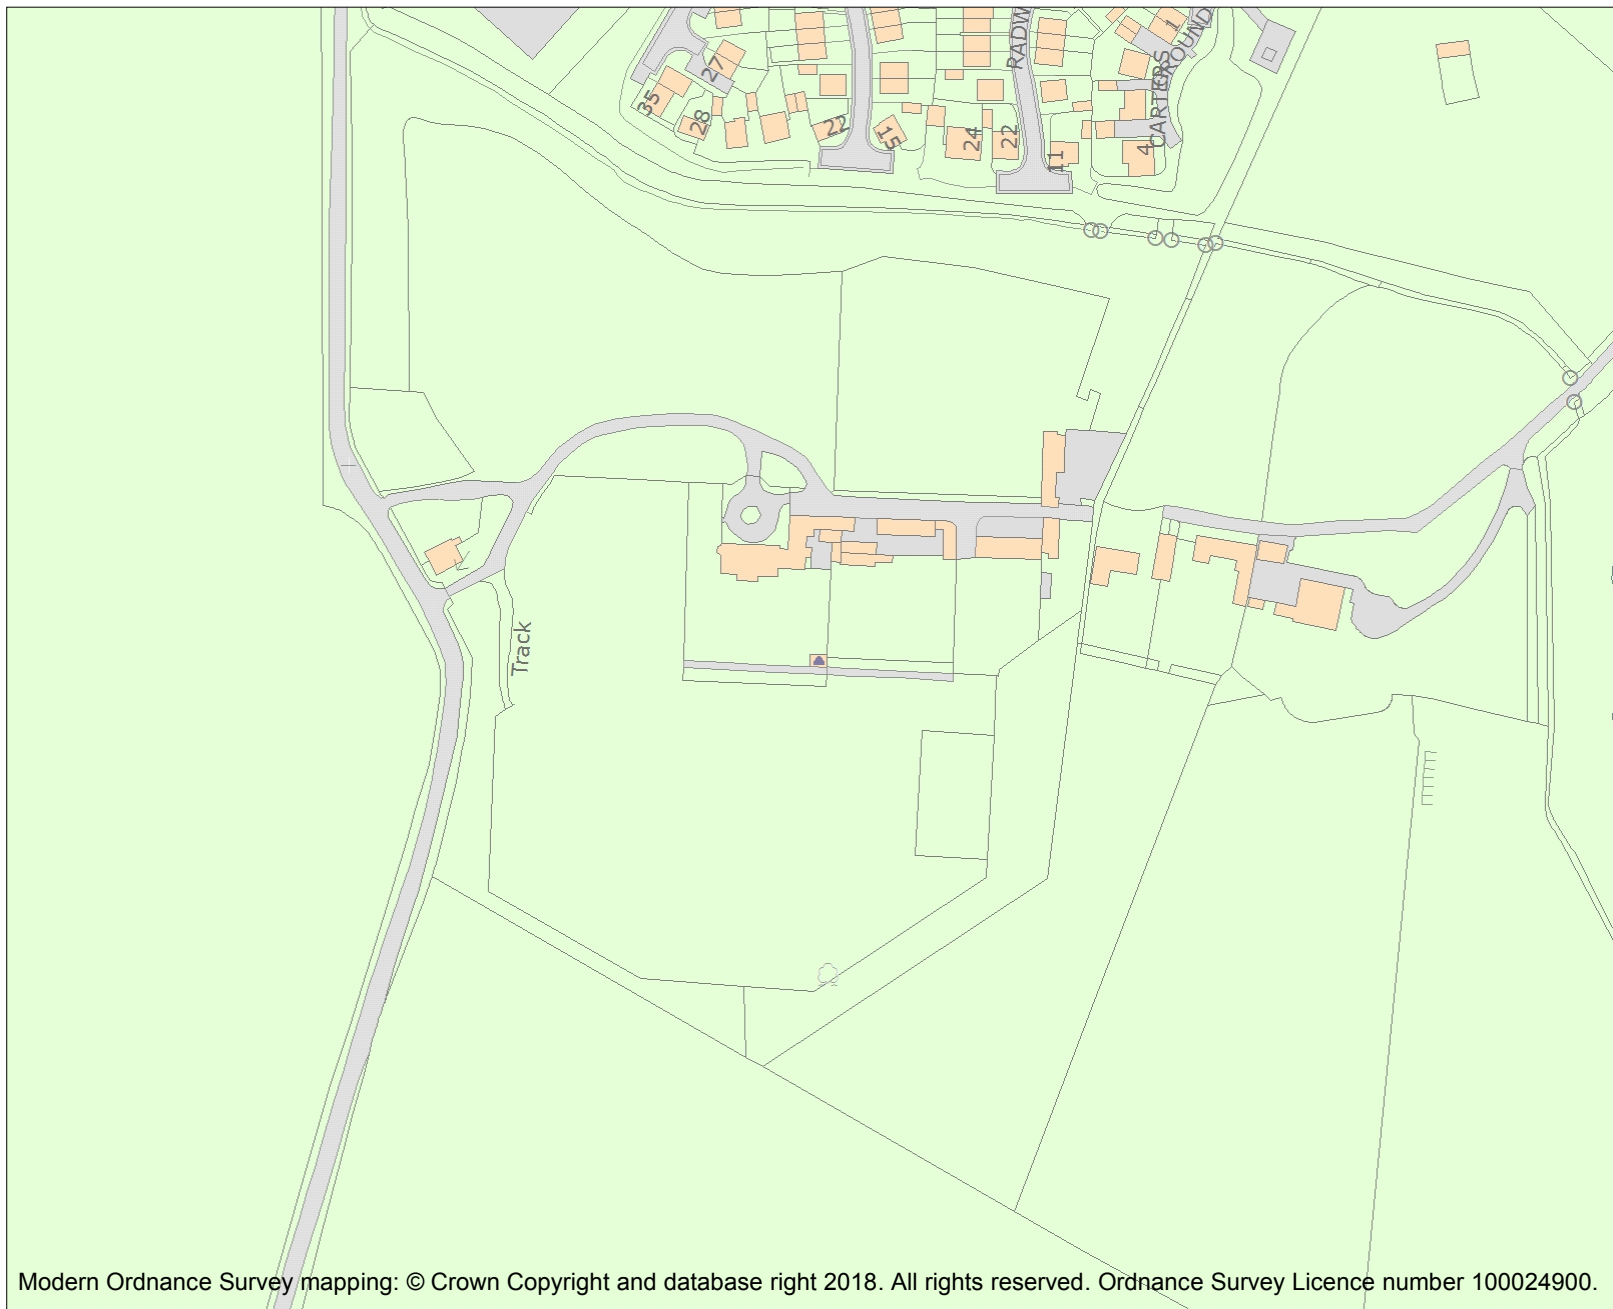 RADW
1
CARTERS
GROUND
27
35
28
22
15
24
22
11
4
Track
Modern Ordnance Survey mapping: © Crown Copyright and database right 2018. All rights reserved. Ordnance Survey Licence number 100024900.